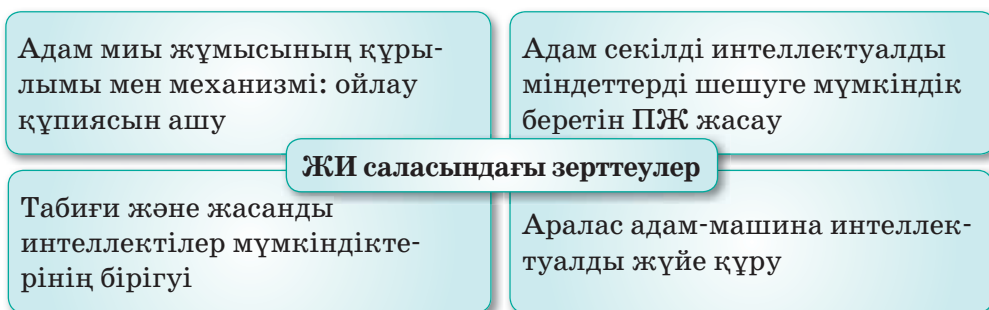 Адам миы жұмысының құры-
лымы мен механизмі: ойлау
құпиясын ашу
Адам секілді интеллектуалды
міндеттерді шешуге мүмкіндік
беретін ПЖ жасау
ЖИ саласындағы зерттеулер
Табиғи және жасанды
интеллектілер мүмкіндікте-
рінің бірігуі
Аралас адам-машина интеллек-
туалды жүйе құру